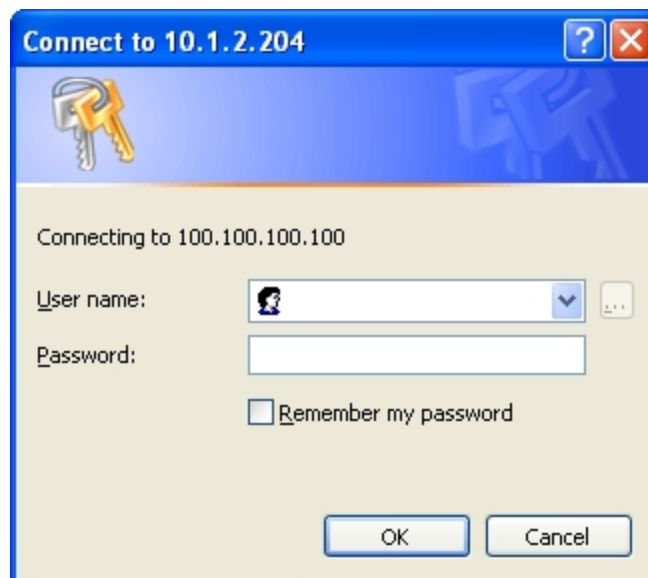 Connect to 10.1.2.204
Connecting to 100.100.100.100
User name:
...
Password:
Remember my password
OK Cancel